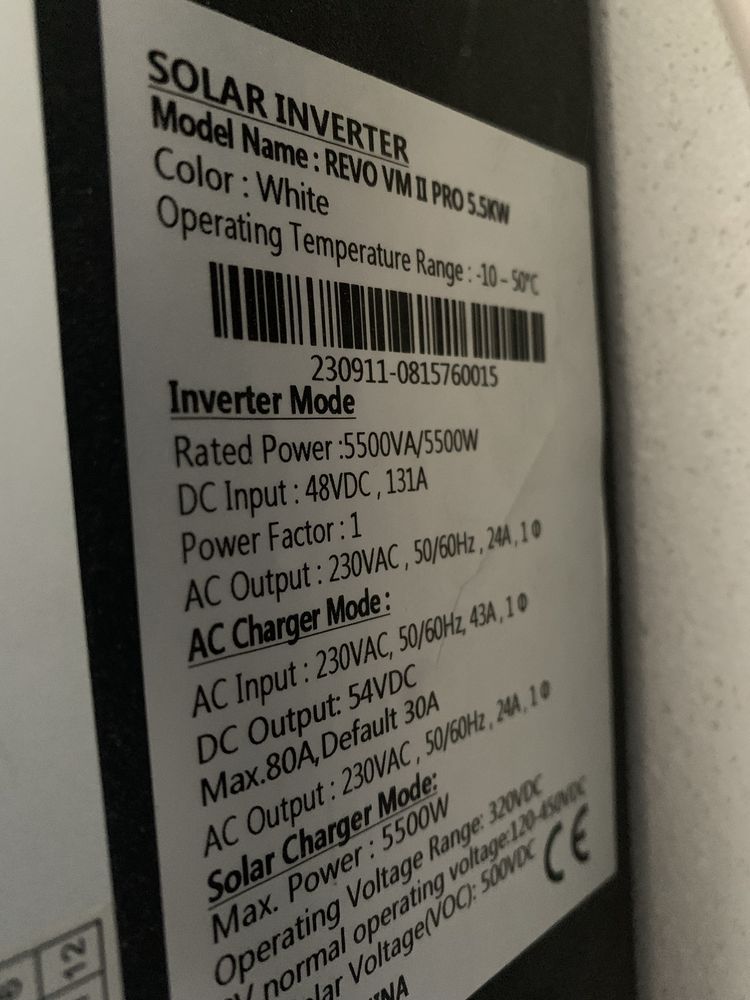 SOLAR INVERTER
Model Name : REVO VM II PRO 5.5KW
Color : White
Operating Temperature Range : -10 – 50°C
230911-0815760015
Inverter Mode
Rated Power :5500VA/5500W
DC Input : 48VDC , 131A
Power Factor : 1
AC Output : 230VAC , 50/60Hz , 24A , 1 Φ
AC Charger Mode :
AC Input : 230VAC, 50/60Hz, 43A , 1 Φ
DC Output: 54VDC
Max.80A,Default 30A
AC Output : 230VAC , 50/60Hz , 24A , 1 Φ
Solar Charger Mode:
Max. Power : 5500W
Operating Voltage Range: 320VDC
normal operating voltage:120-450VDC
Voltage(VOC): 500VDC
CE
12